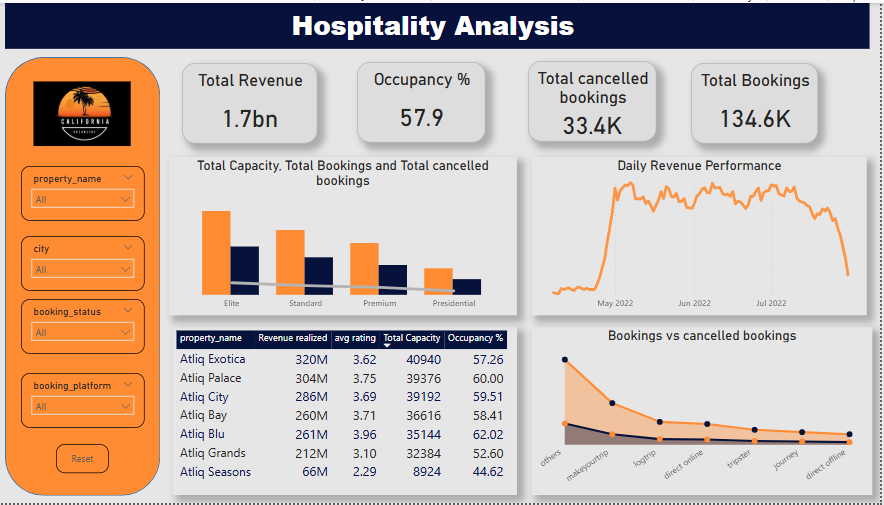 Hospitality Analysis
CALIFORNIA
property_name
All
city
All
booking_status
All
booking_platform
All
Reset
Total Revenue
1.7bn
Occupancy %
57.9
Total cancelled
bookings
33.4K
Total Bookings
134.6K
Total Capacity, Total Bookings and Total cancelled
bookings
Elite Standard Premium Presidential
Daily Revenue Performance
May 2022 Jun 2022 Jul 2022
property_name Revenue realized avg rating Total Capacity Occupancy %
Atliq Exotica 320M 3.62 40940 57.26
Atliq Palace 304M 3.75 39376 60.00
Atliq City 286M 3.69 39192 59.51
Atliq Bay 260M 3.71 36616 58.41
Atliq Blu 261M 3.96 35144 62.02
Atliq Grands 212M 3.10 32384 52.60
Atliq Seasons 66M 2.29 8924 44.62
Bookings vs cancelled bookings
others makeyourtrip logtrip direct online tripster journey direct offline